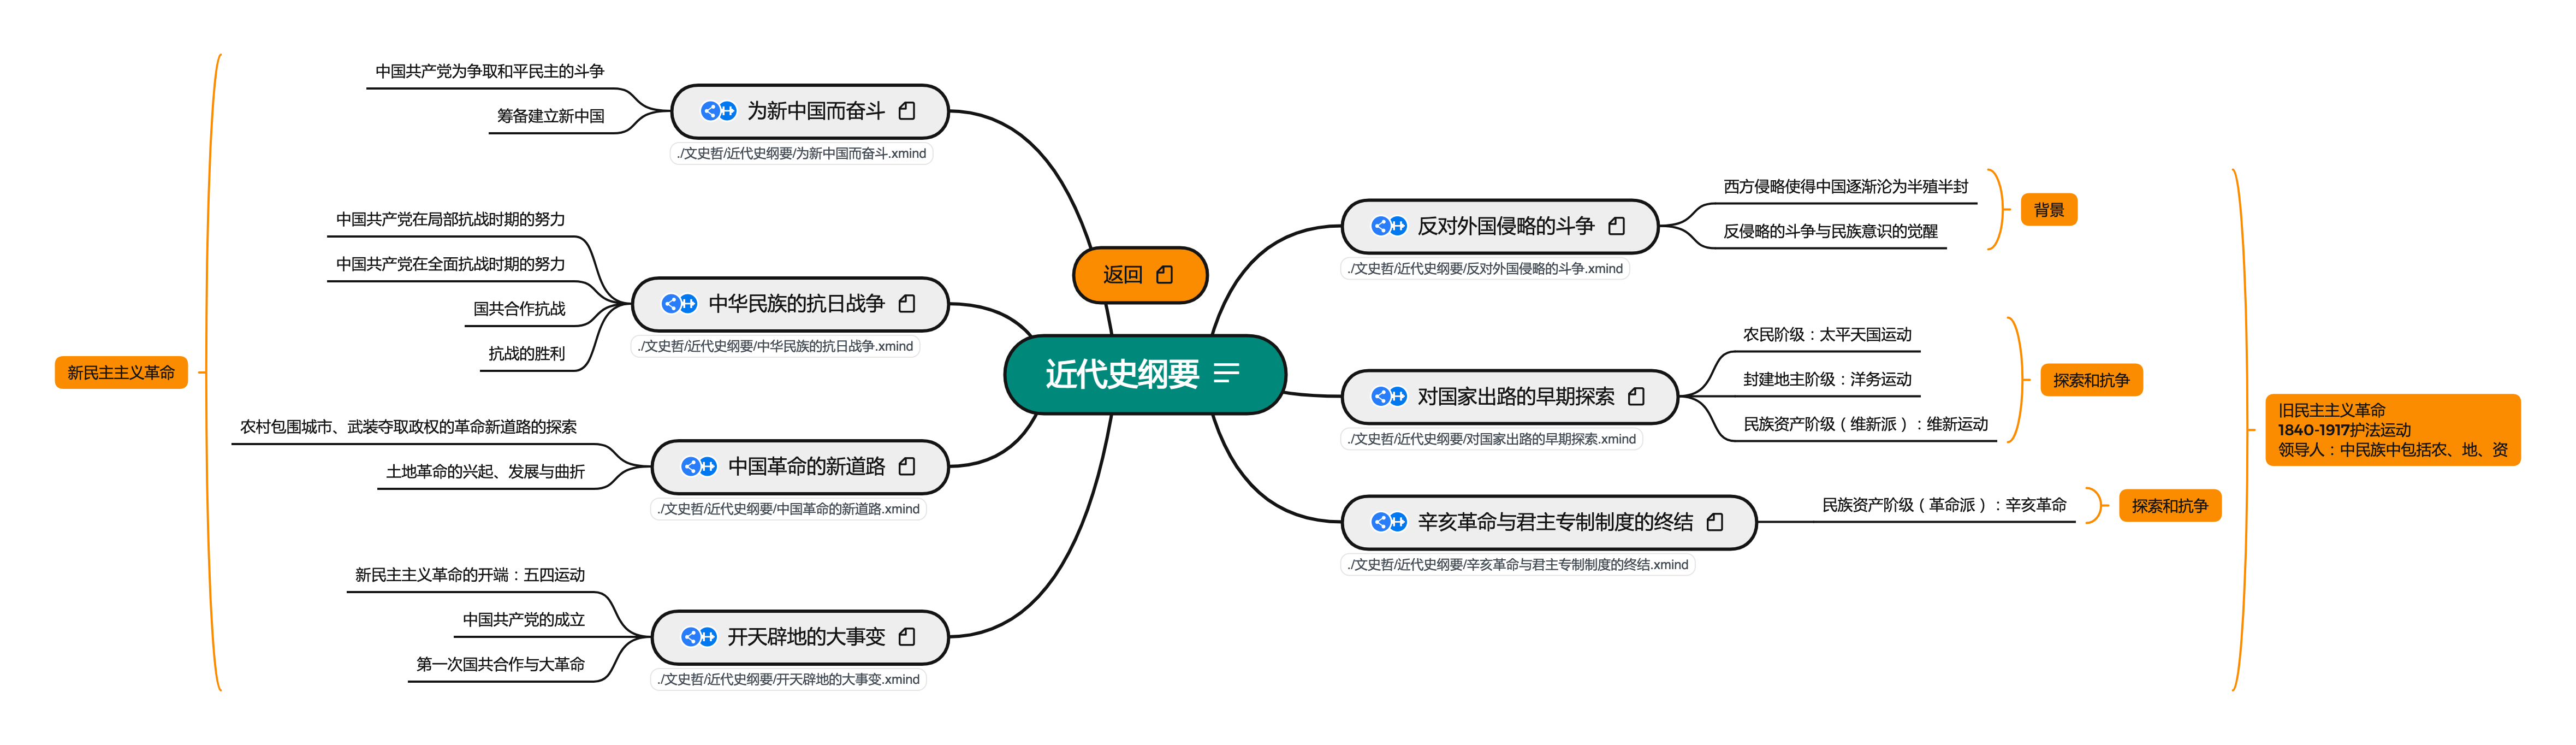 近代史纲要
返回
反对外国侵略的斗争
./文史哲/近代史纲要/反对外国侵略的斗争.xmind
西方侵略使得中国逐渐沦为半殖半封
反侵略的斗争与民族意识的觉醒
背景
对国家出路的早期探索
./文史哲/近代史纲要/对国家出路的早期探索.xmind
农民阶级：太平天国运动
封建地主阶级：洋务运动
民族资产阶级（维新派）：维新运动
探索和抗争
辛亥革命与君主专制制度的终结
./文史哲/近代史纲要/辛亥革命与君主专制制度的终结.xmind
民族资产阶级（革命派）：辛亥革命
探索和抗争
旧民主主义革命
1840-1917护法运动
领导人：中民族中包括农、地、资
为新中国而奋斗
./文史哲/近代史纲要/为新中国而奋斗.xmind
中国共产党为争取和平民主的斗争
筹备建立新中国
中华民族的抗日战争
./文史哲/近代史纲要/中华民族的抗日战争.xmind
中国共产党在局部抗战时期的努力
中国共产党在全面抗战时期的努力
国共合作抗战
抗战的胜利
中国革命的新道路
./文史哲/近代史纲要/中国革命的新道路.xmind
农村包围城市、武装夺取政权的革命新道路的探索
土地革命的兴起、发展与曲折
开天辟地的大事变
./文史哲/近代史纲要/开天辟地的大事变.xmind
新民主主义革命的开端：五四运动
中国共产党的成立
第一次国共合作与大革命
新民主主义革命